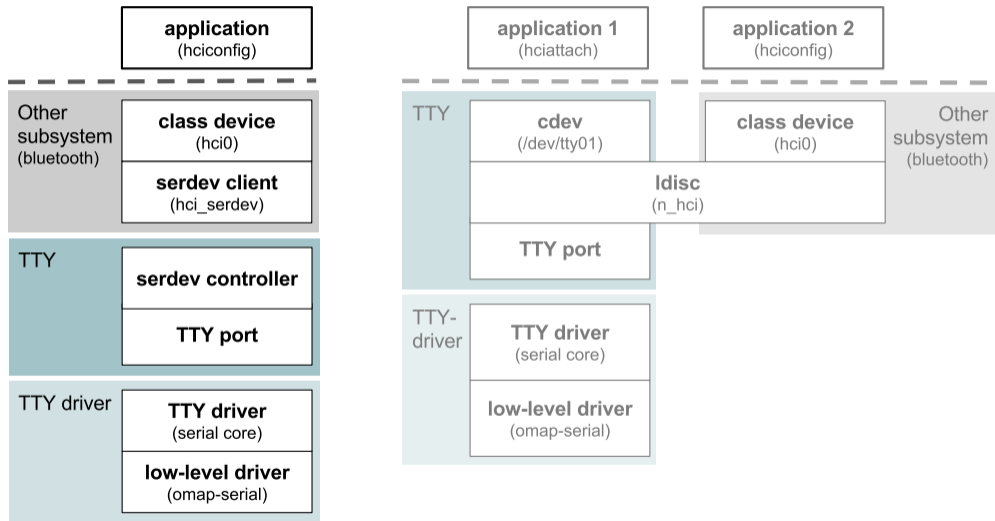 application
(hciconfig)
Other
subsystem
(bluetooth)
class device
(hci0)
serdev client
(hci_serdev)
TTY
serdev controller
TTY port
TTY driver
TTY driver
(serial core)
low-level driver
(omap-serial)
application 1
(hciattach)
application 2
(hciconfig)
TTY
cdev
(/dev/tty01)
class device
(hci0)
Other
subsystem
(bluetooth)
ldisc
(n_hci)
TTY port
TTY-
driver
TTY driver
(serial core)
low-level driver
(omap-serial)